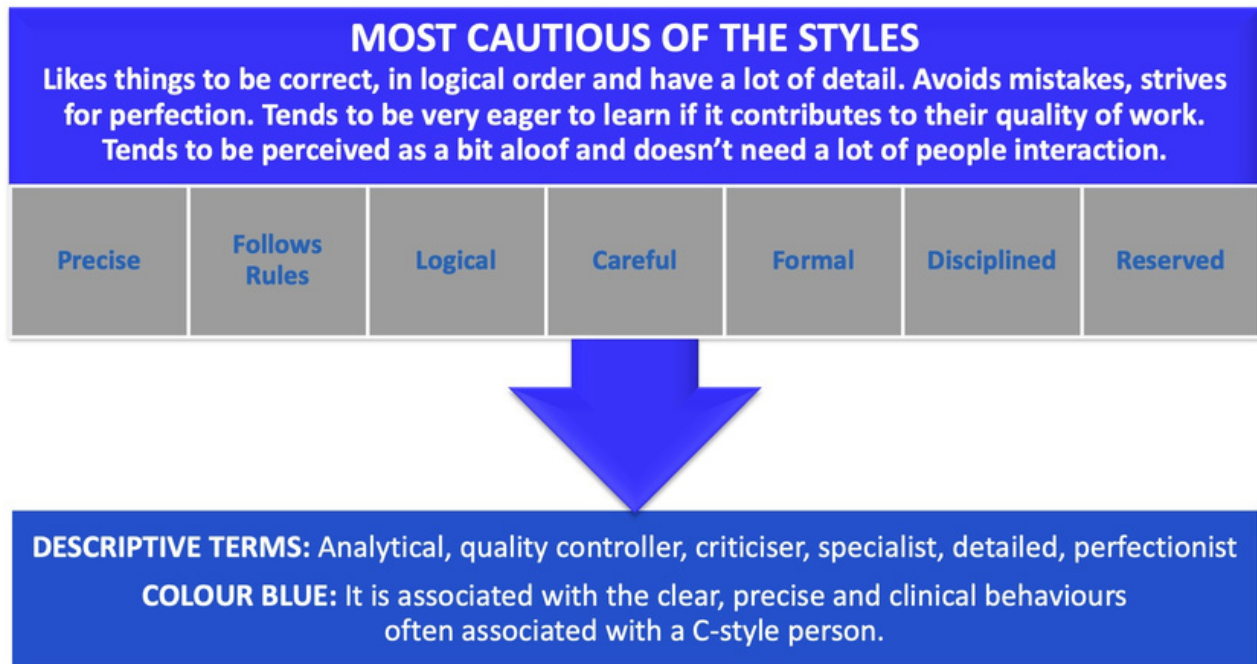 MOST CAUTIOUS OF THE STYLES
Likes things to be correct, in logical order and have a lot of detail. Avoids mistakes, strives
for perfection. Tends to be very eager to learn if it contributes to their quality of work.
Tends to be perceived as a bit aloof and doesn’t need a lot of people interaction.
Precise
Follows
Rules
Logical
Careful
Formal
Disciplined
Reserved
DESCRIPTIVE TERMS: Analytical, quality controller, criticiser, specialist, detailed, perfectionist
COLOUR BLUE: It is associated with the clear, precise and clinical behaviours
often associated with a C-style person.